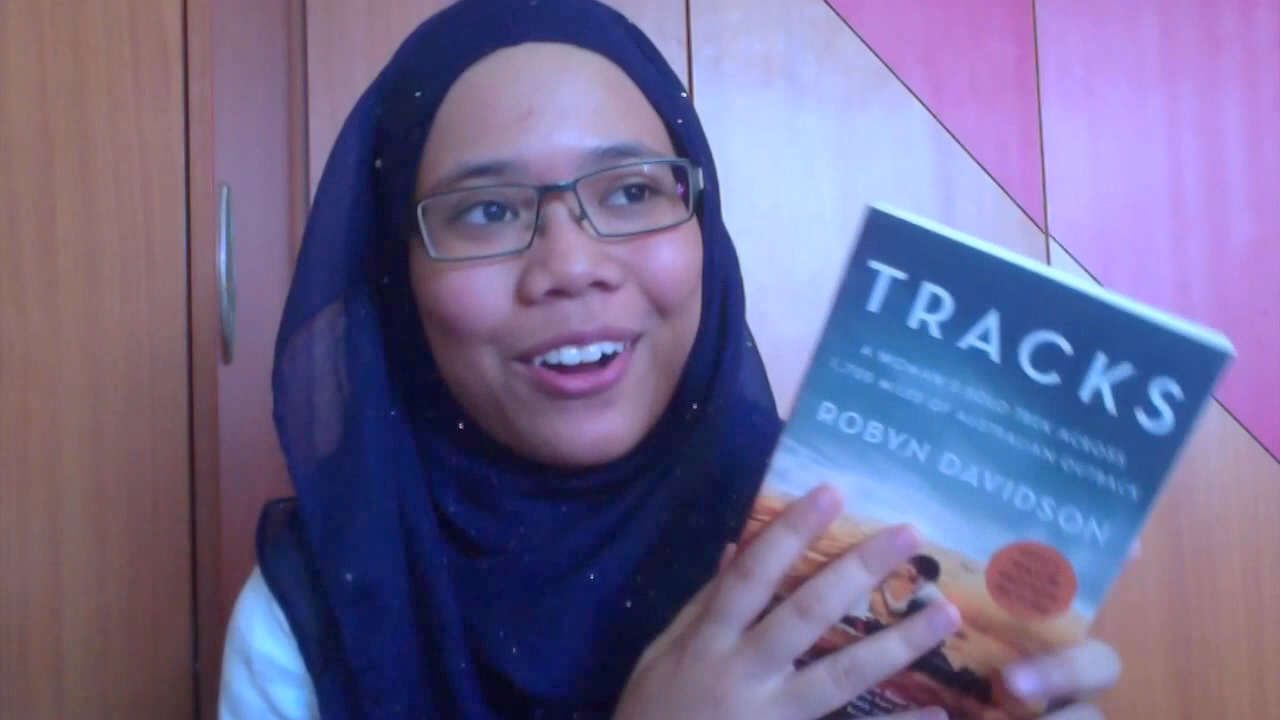 TRACKS
A WOMAN'S SOLO TREK ACROSS
1,700 MILES OF AUSTRALIAN OUTBACK
ROBYN DAVIDSON